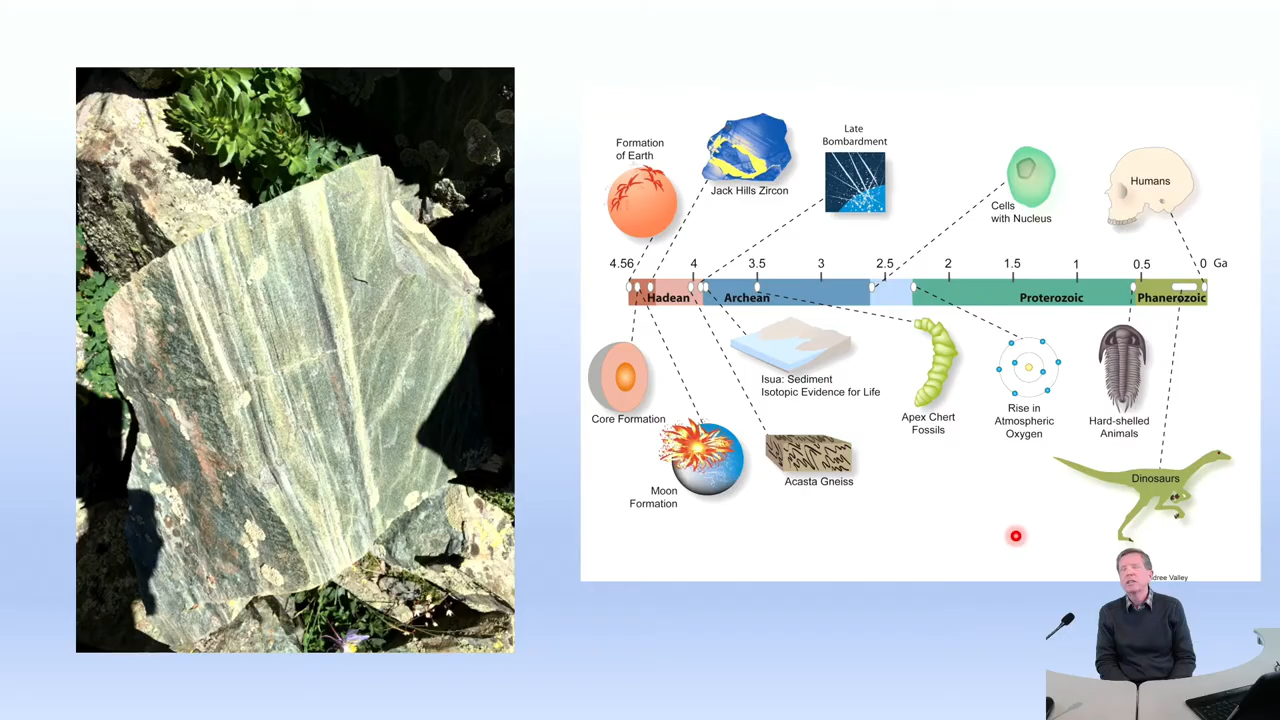 Formation
of Earth
Jack Hills Zircon
Late
Bombardment
Cells
with Nucleus
Humans
4.56
4
3.5
3
2.5
2
1.5
1
0.5
0
Ga
Hadean
Archean
Proterozoic
Phanerozoic
Core Formation
Moon
Formation
Isua: Sediment
Isotopic Evidence for Life
Acasta Gneiss
Apex Chert
Fossils
Rise in
Atmospheric
Oxygen
Hard-shelled
Animals
Dinosaurs
Valley